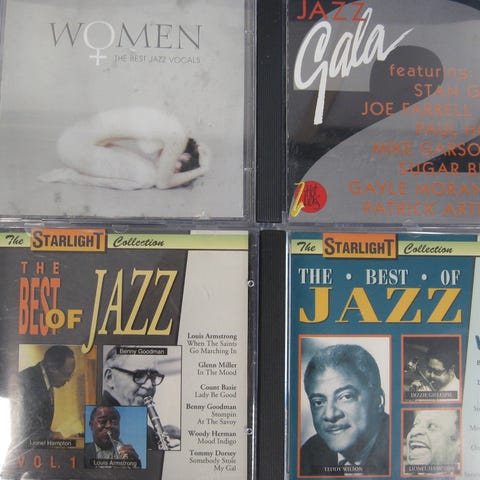 WOMEN
THE BEST JAZZ VOCALS
JAZZ
Gala
2
featuring:
STAN G
JOE FARRELL
PAUL H
MIKE GARSO
SUGAR B
GAYLE MORAN
PATRICK ART
The STARLIGHT Collection
THE
BEST
OF JAZZ
Louis Armstrong
When The Saints
Go Marching In
Glenn Miller
In The Mood
Count Basie
Lady Be Good
Benny Goodman
Stompin
At The Savoy
Woody Herman
Mood Indigo
Tommy Dorsey
Somebody Stole
My Gal
Benny Goodman
Lionel Hampton
Louis Armstrong
VOL. 1
The STARLIGHT Collection
THE · BEST · OF
JAZZ
DIZZIE GILLESPIE
TEDDY WILSON
LIONEL HAMPTON